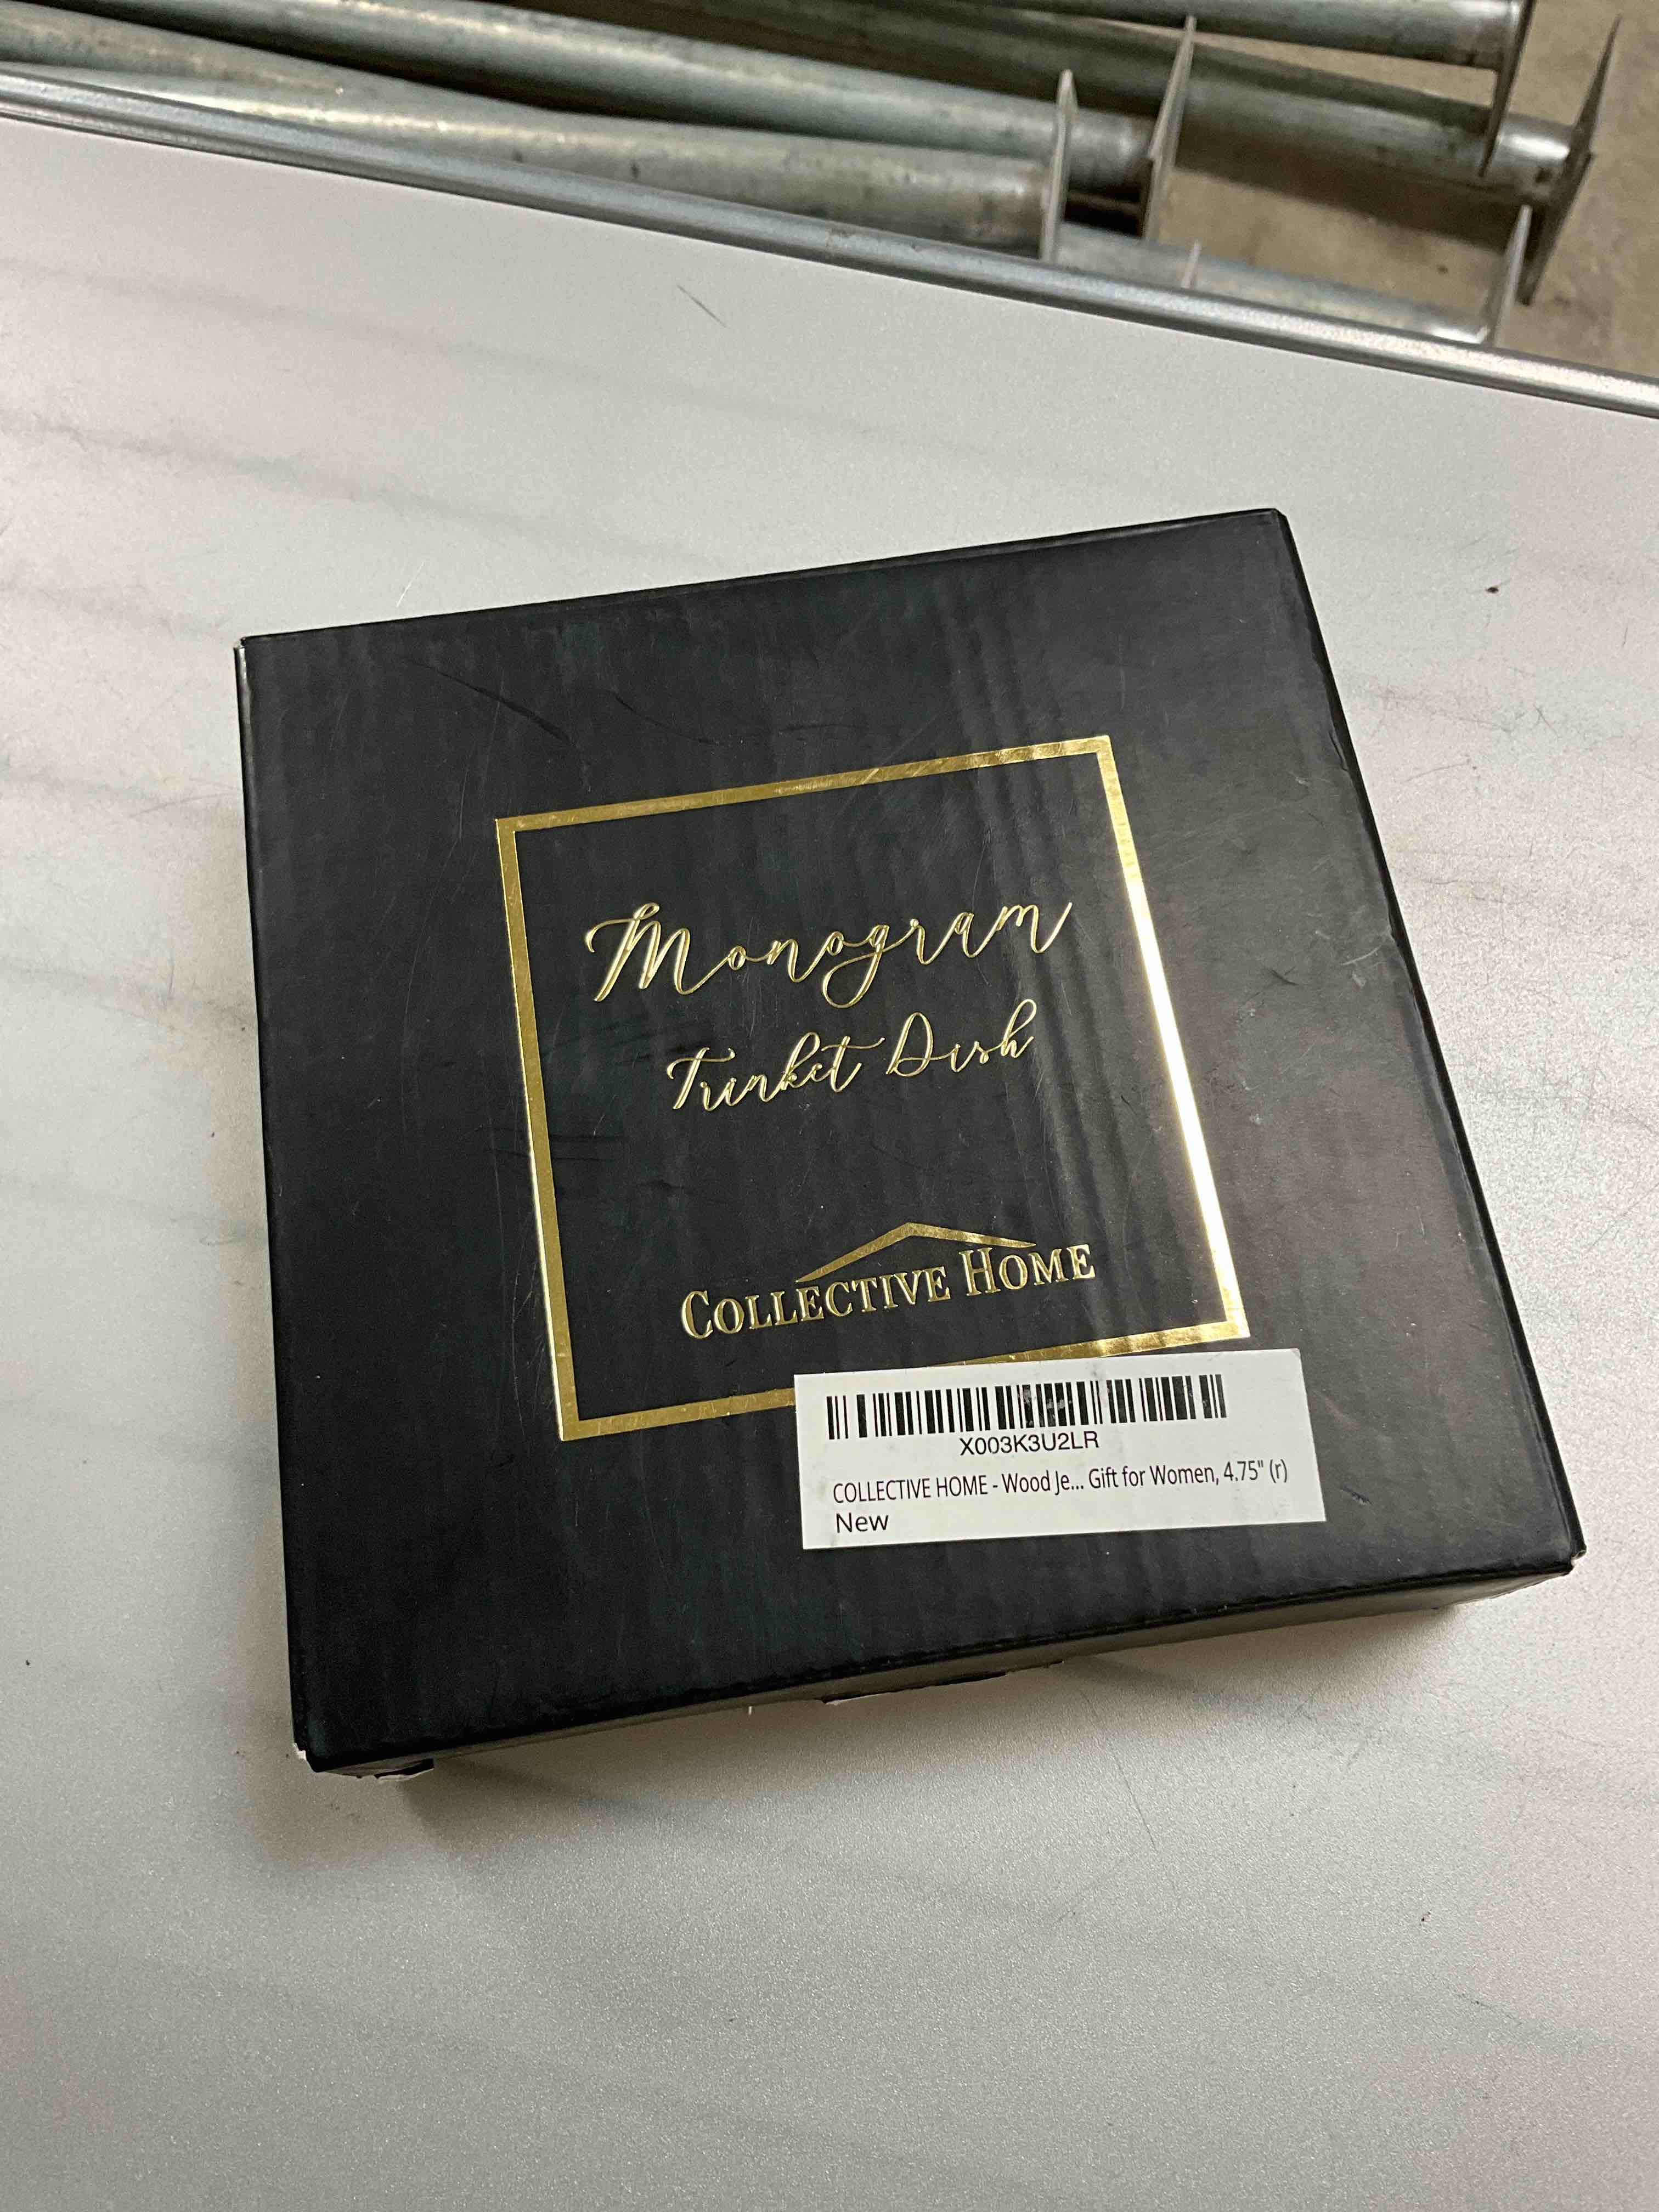 Monogram
Trinket Dish
COLLECTIVE HOME
X003K3U2LR
COLLECTIVE HOME - Wood Je... Gift for Women, 4.75" (r)
New